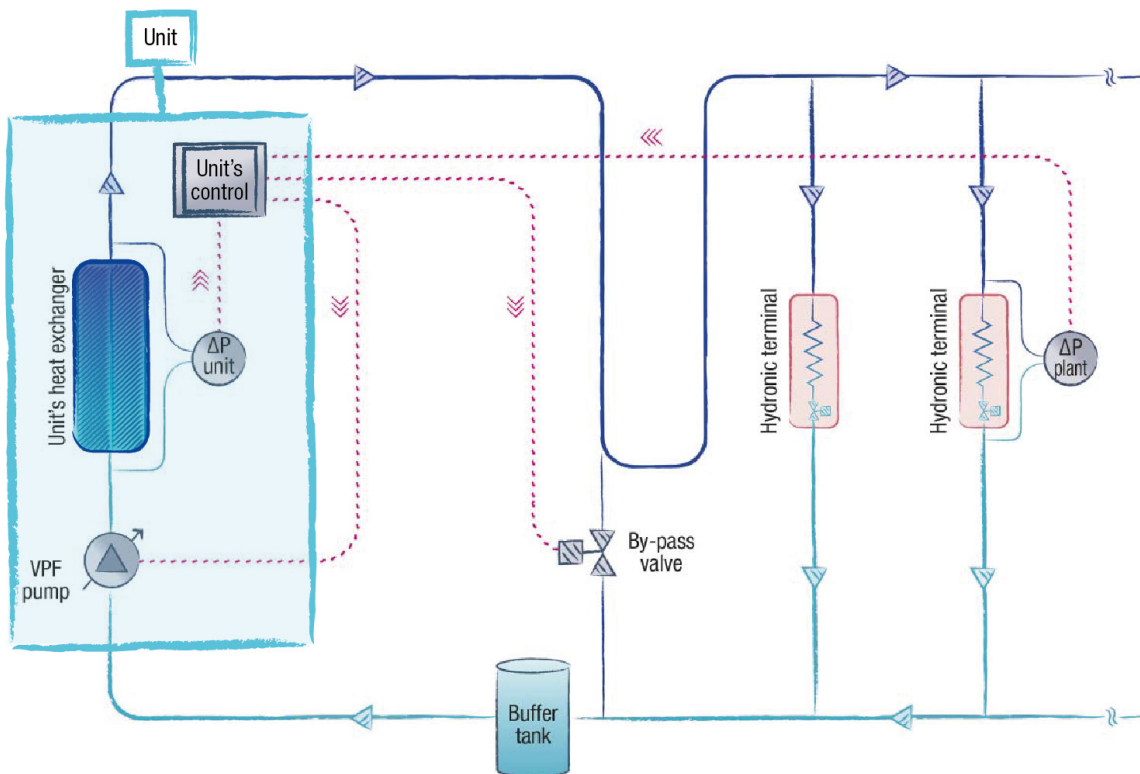 Unit
Unit's
control
Unit's heat exchanger
ΔP
unit
Hydronic terminal
Hydronic terminal
ΔP
plant
VPF
pump
By-pass
valve
Buffer
tank